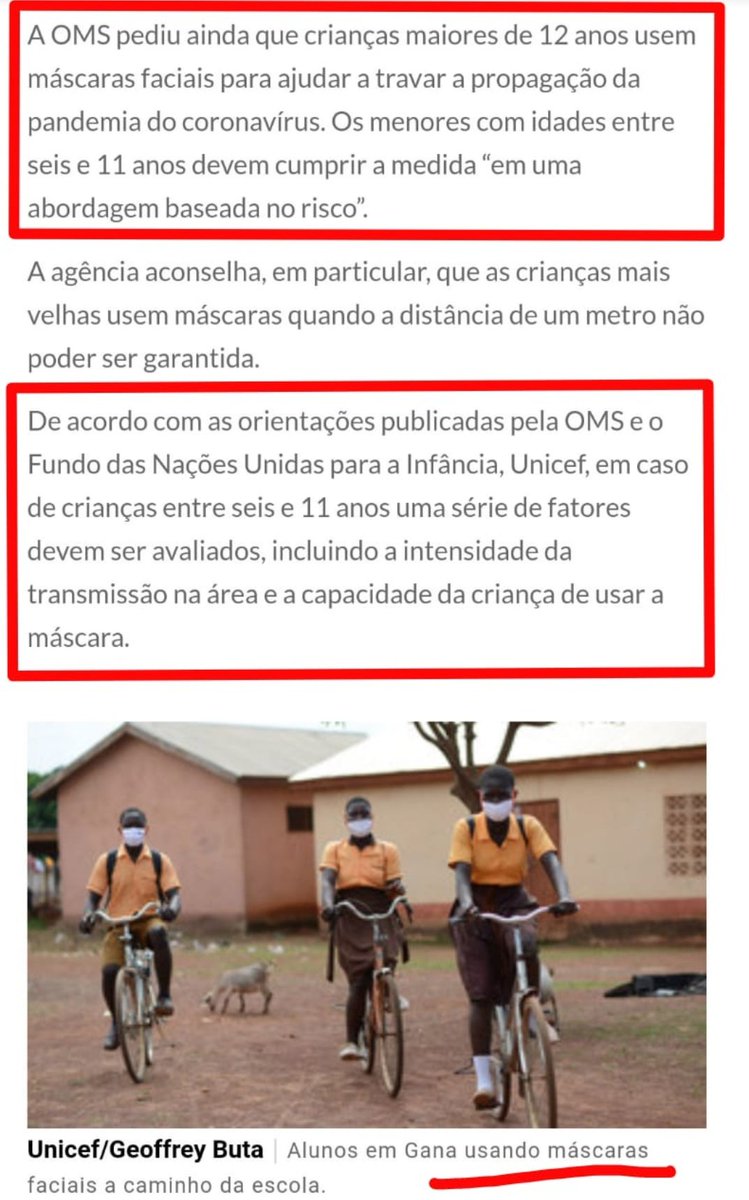 A OMS pediu ainda que crianças maiores de 12 anos usem
máscaras faciais para ajudar a travar a propagação da
pandemia do coronavírus. Os menores com idades entre
seis e 11 anos devem cumprir a medida “em uma
abordagem baseada no risco”.
A agência aconselha, em particular, que as crianças mais
velhas usem máscaras quando a distância de um metro não
poder ser garantida.
De acordo com as orientações publicadas pela OMS e o
Fundo das Nações Unidas para a Infância, Unicef, em caso
de crianças entre seis e 11 anos uma série de fatores
devem ser avaliados, incluindo a intensidade da
transmissão na área e a capacidade da criança de usar a
máscara.
Unicef/Geoffrey Buta | Alunos em Gana usando máscaras
faciais a caminho da escola.